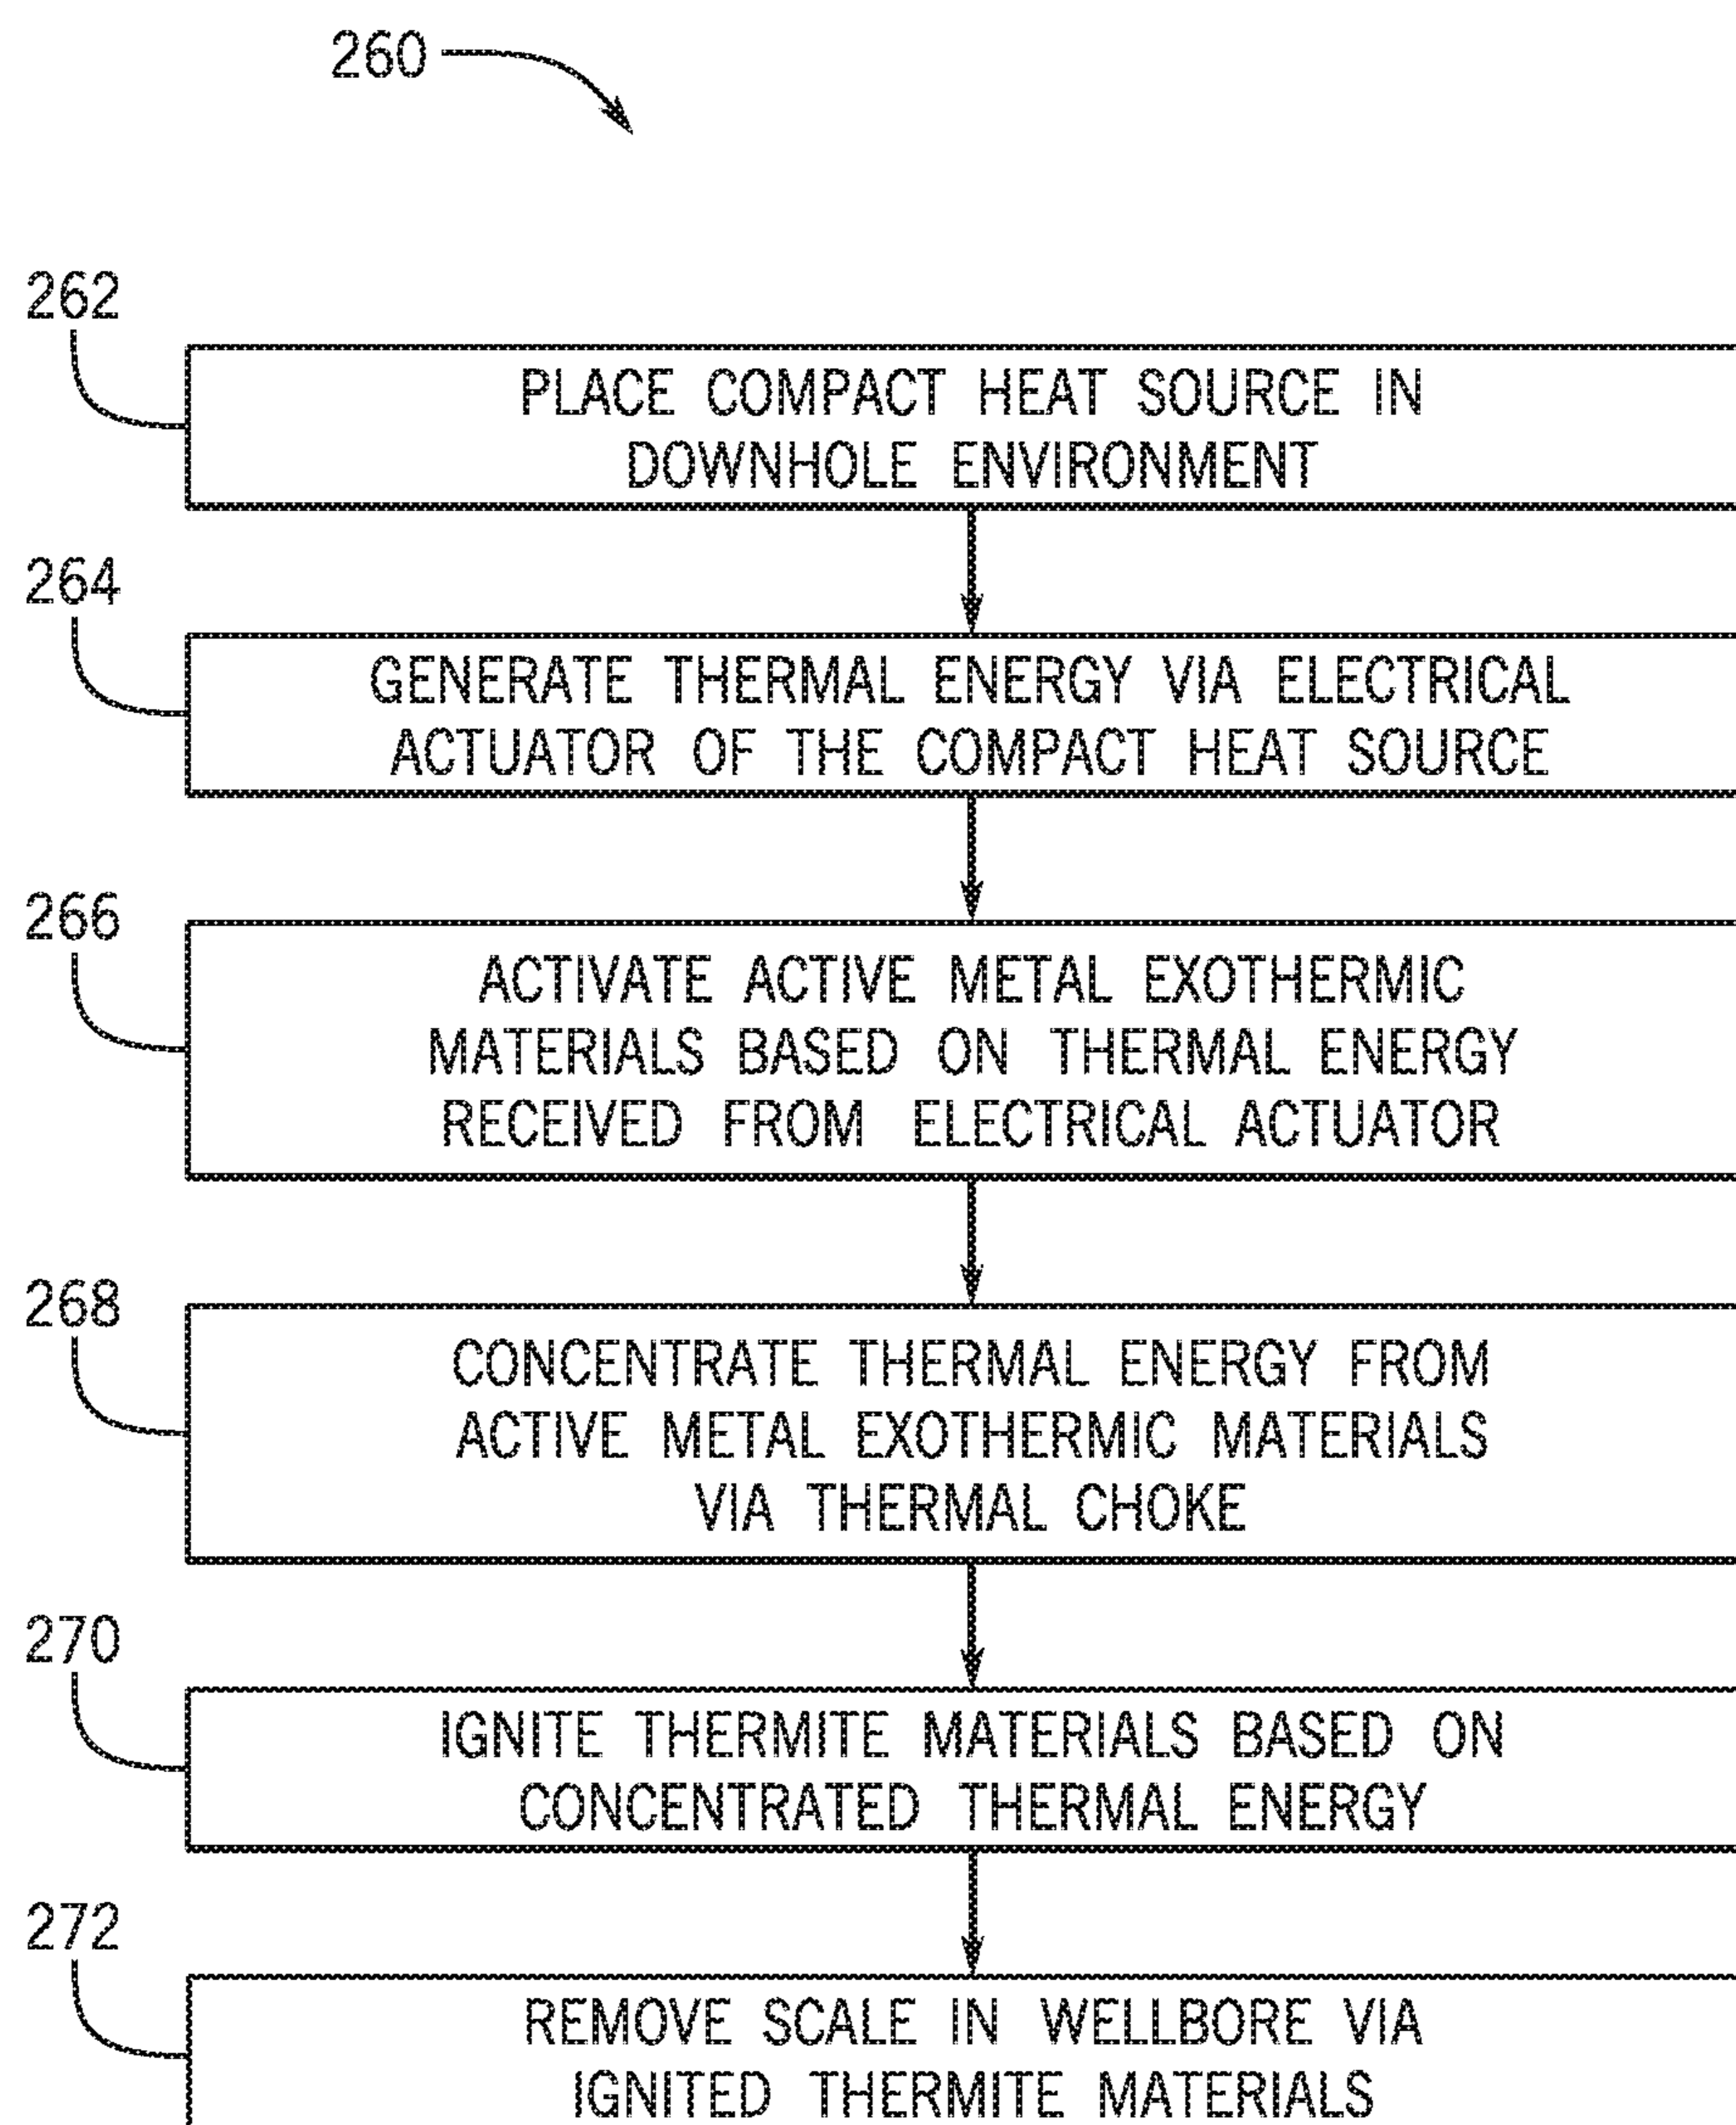 260
262
PLACE COMPACT HEAT SOURCE IN
DOWNHOLE ENVIRONMENT
264
GENERATE THERMAL ENERGY VIA ELECTRICAL
ACTUATOR OF THE COMPACT HEAT SOURCE
266
ACTIVATE ACTIVE METAL EXOTHERMIC
MATERIALS BASED ON THERMAL ENERGY
RECEIVED FROM ELECTRICAL ACTUATOR
268
CONCENTRATE THERMAL ENERGY FROM
ACTIVE METAL EXOTHERMIC MATERIALS
VIA THERMAL CHOKE
270
IGNITE THERMITE MATERIALS BASED ON
CONCENTRATED THERMAL ENERGY
272
REMOVE SCALE IN WELLBORE VIA
IGNITED THERMITE MATERIALS